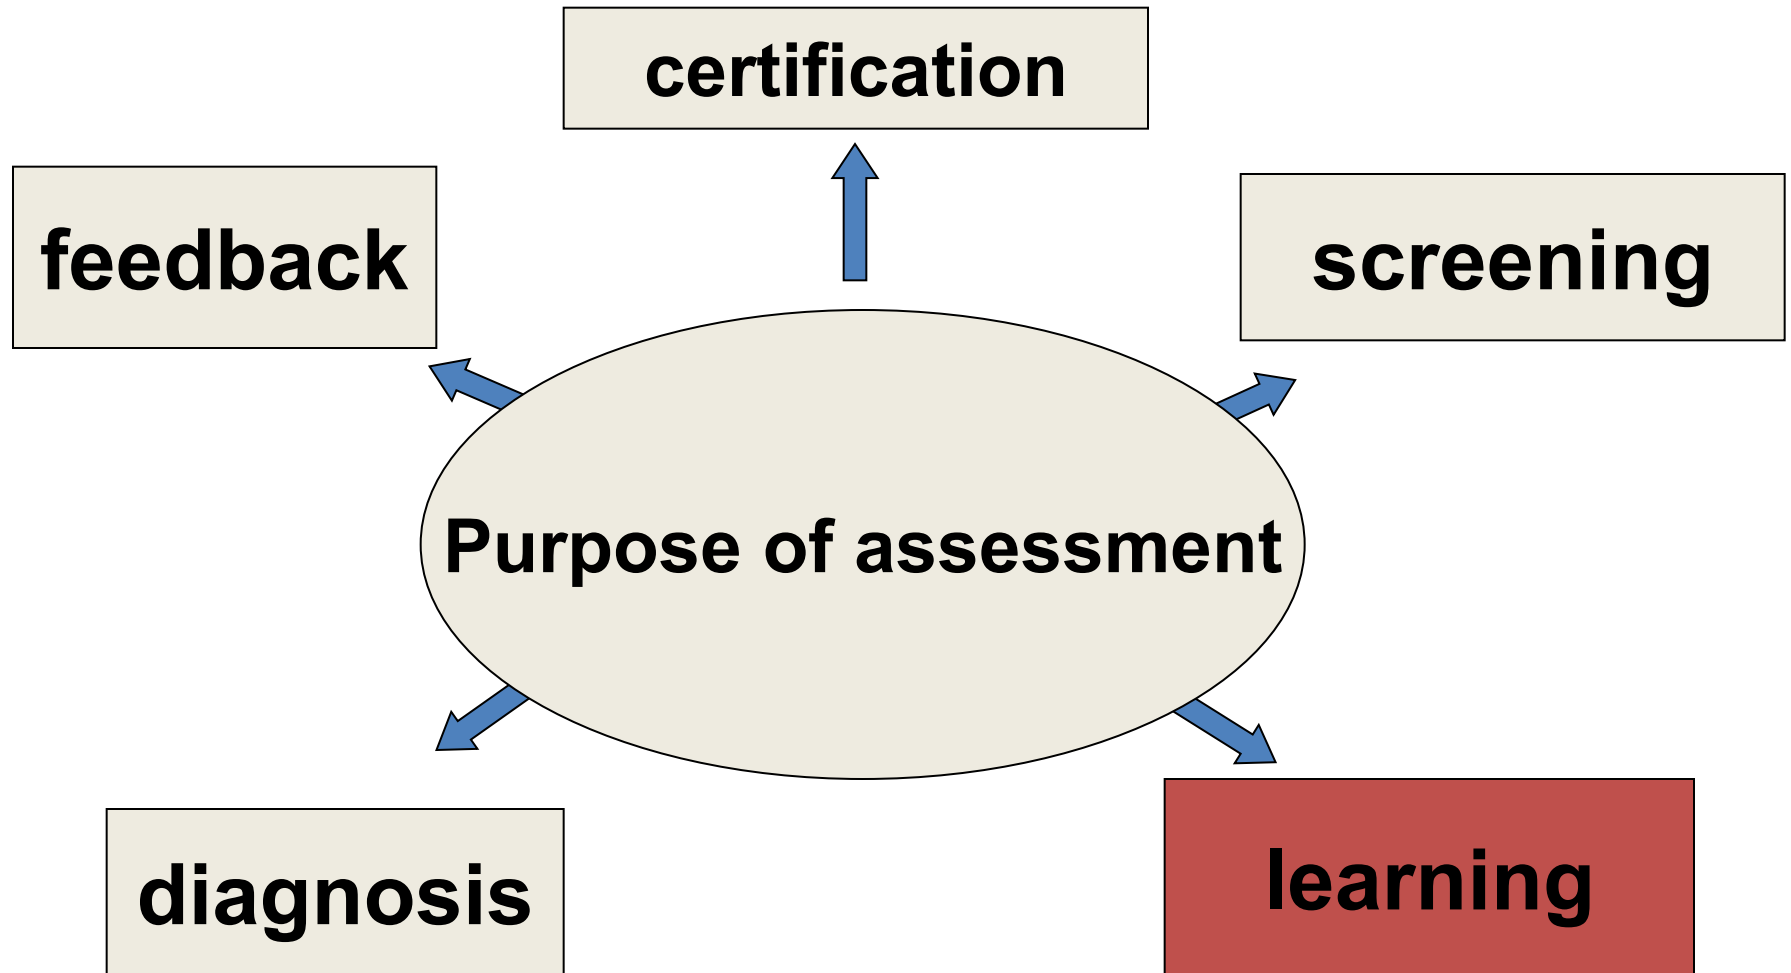 certification
feedback
screening
Purpose of assessment
diagnosis
learning